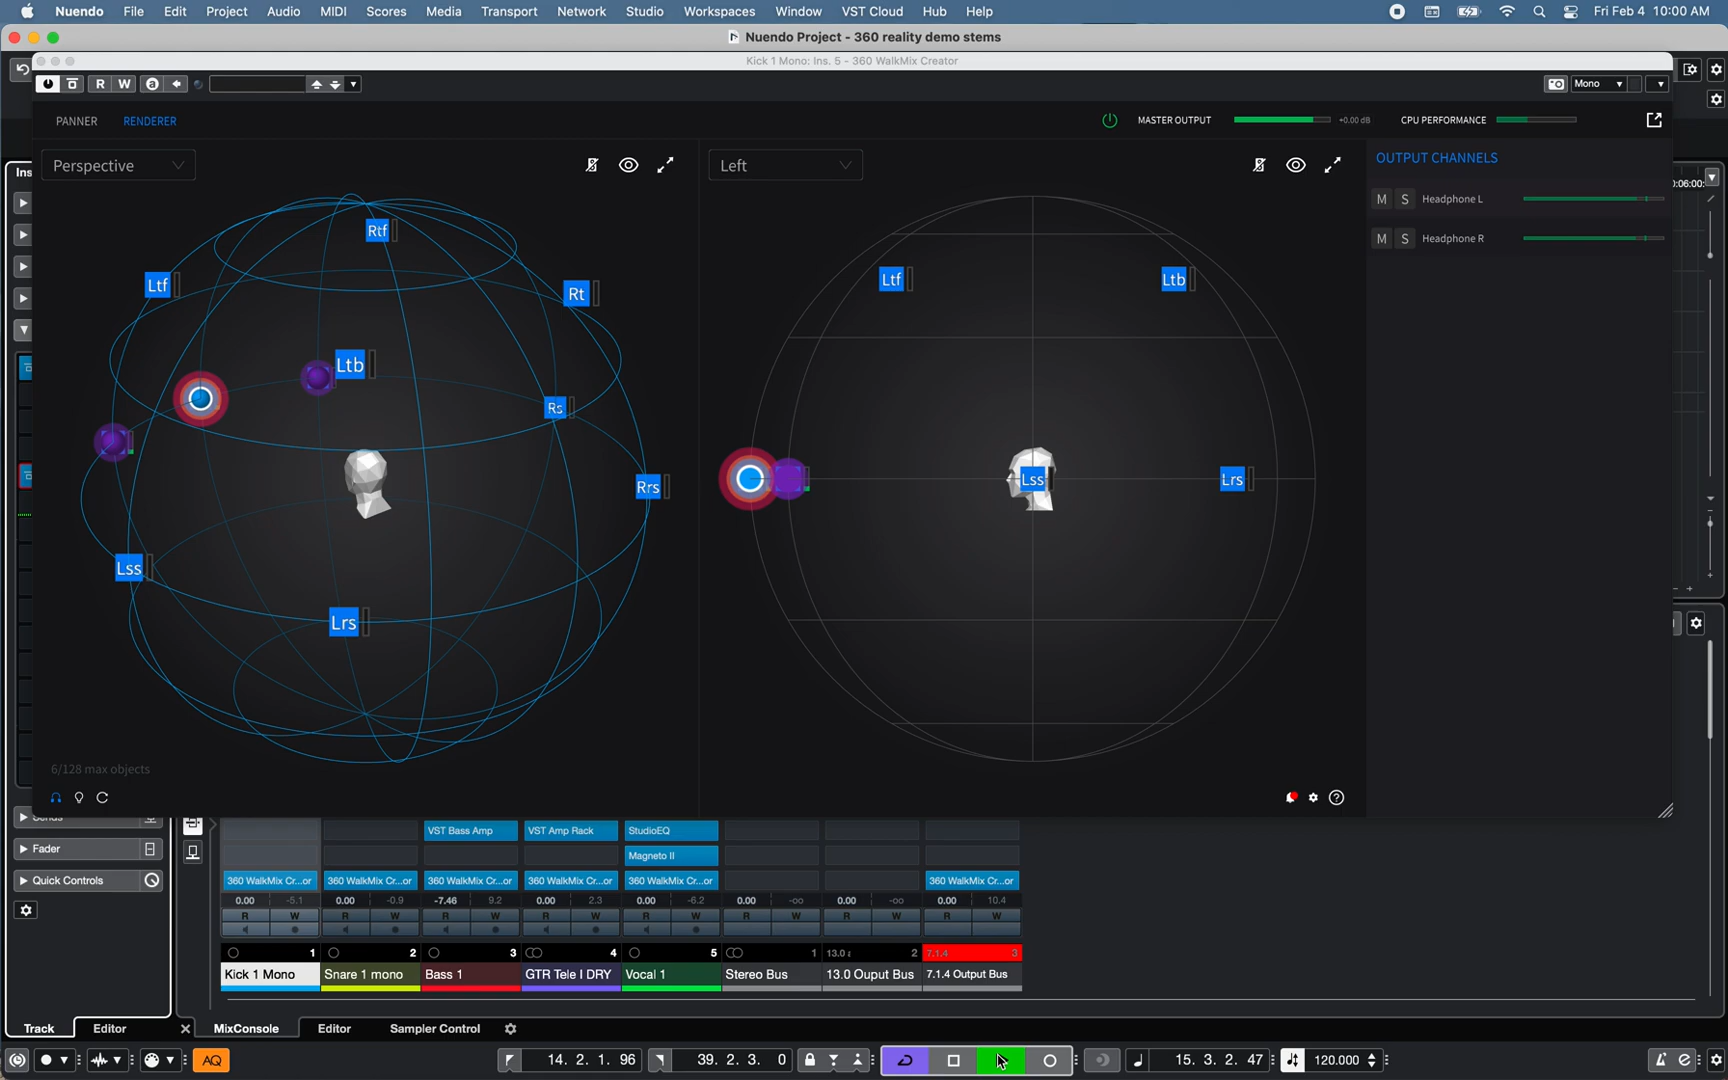 Nuendo File Edit Project Audio MIDI Scores Media Transport Network Studio Workspaces Window VST Cloud Hub Help Fri Feb 4 10:00 AM
Nuendo Project - 360 reality demo stems
Kick 1 Mono: Ins. 5 - 360 WalkMix Creator
R W a Mono
PANNER RENDERER MASTER OUTPUT +0.00 dB CPU PERFORMANCE
Perspective Left OUTPUT CHANNELS
Ins
M S Headphone L
M S Headphone R
Rtf
Ltf Rt Ltf Ltb
Ltb
Rs
Rrs Lss Lrs
Lss
Lrs
6/128 max objects
VST Bass Amp VST Amp Rack StudioEQ
Fader Magneto II
Quick Controls 360 WalkMix Cr...or 360 WalkMix Cr...or 360 WalkMix Cr...or 360 WalkMix Cr...or 360 WalkMix Cr...or 360 WalkMix Cr...or
0.00 -5.1 0.00 -0.9 -7.46 9.2 0.00 2.3 0.00 -6.2 0.00 -oo 0.00 -oo 0.00 10.4
R W R W R W R W R W R W R W R W
1 2 3 4 5 1 2 7.1.4 3
Kick 1 Mono Snare 1 mono Bass 1 GTR Tele I DRY Vocal 1 Stereo Bus 13.0 Ouput Bus 7.1.4 Output Bus
Track Editor MixConsole Editor Sampler Control
AQ 14. 2. 1. 96 39. 2. 3. 0 15. 3. 2. 47 120.000